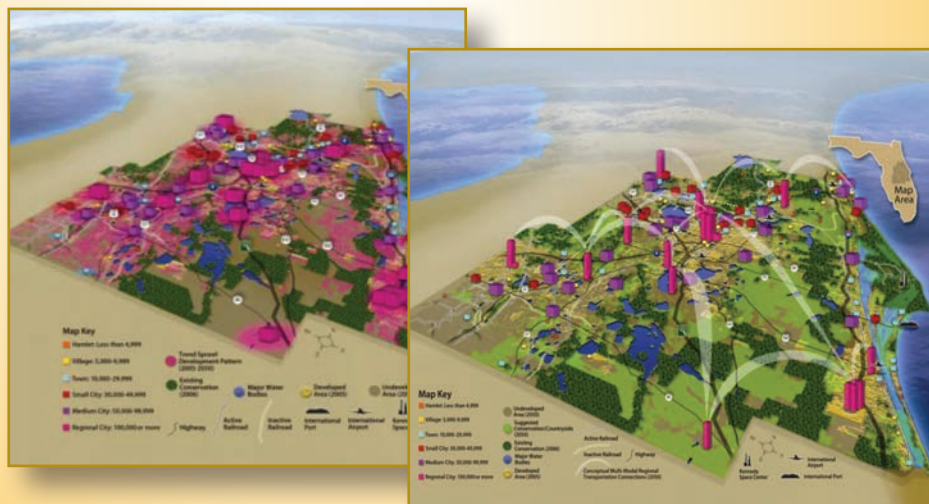 Map Key
Hamlet: Less than 4,999
Village: 5,000-9,999
Town: 10,000-29,999
Small City: 30,000-49,999
Medium City: 50,000-99,999
Regional City: 100,000 or more
Trend Sprawl
Development Pattern
(2005-2050)
Existing
Conservation
(2006)
Major Water
Bodies
Developed
Area (2005)
Highway
Active
Railroad
Inactive
Railroad
International
Port
International
Airport
Map
Area
Map Key
Hamlet: Less than 4,999
Village: 5,000-9,999
Town: 10,000-29,999
Small City: 30,000-49,999
Medium City: 50,000-99,999
Regional City: 100,000 or more
Undeveloped
Area (2050)
Suggested
Conservation/Countryside
(2050)
Existing
Conservation (2006)
Major Water
Bodies
Developed
Area (2005)
Active Railroad
Inactive Railroad
Highway
Conceptual Multi-Modal Regional
Transportation Connections (2050)
Kennedy
Space Center
International
Airport
International Port